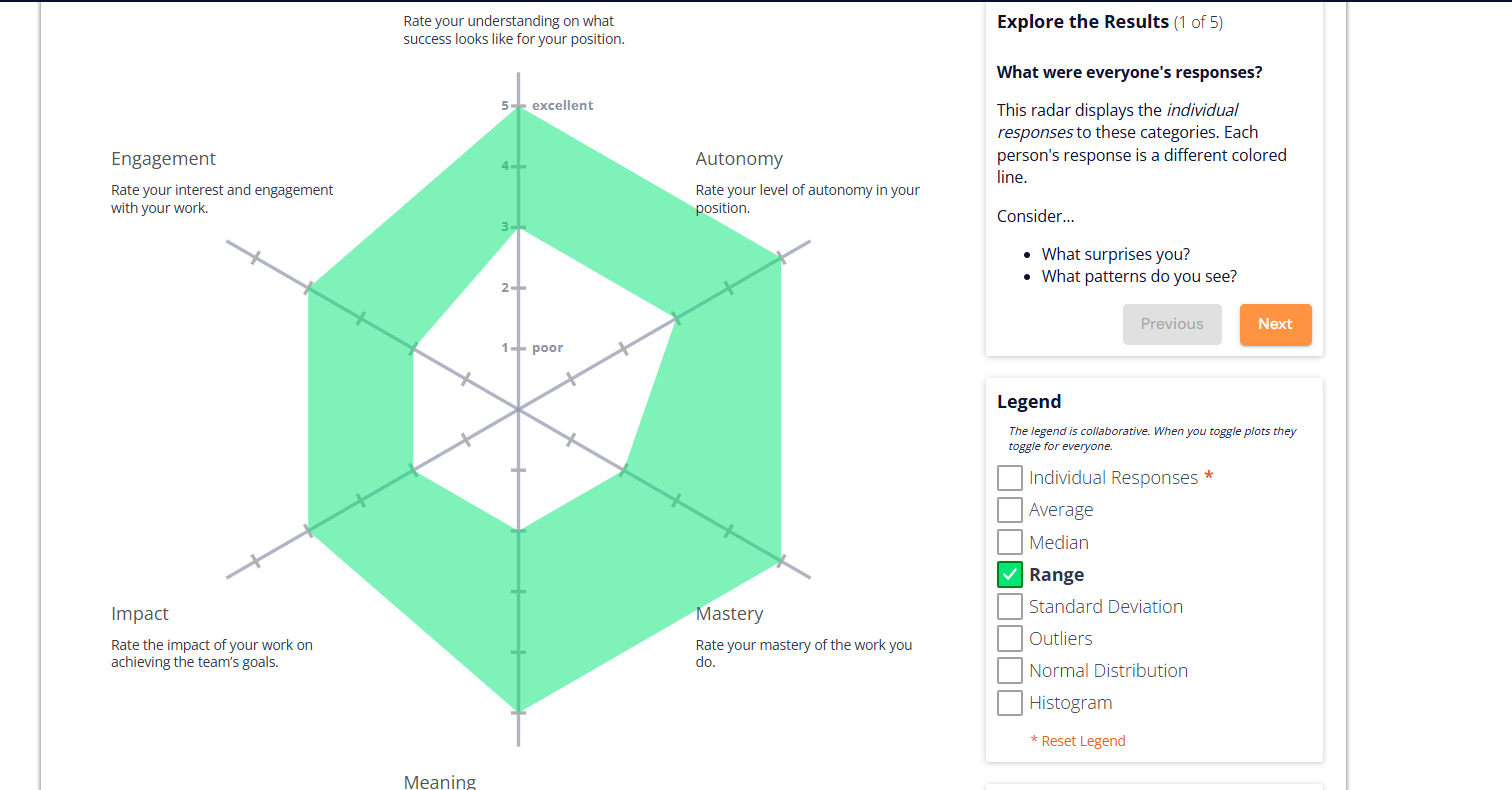 Rate your understanding on what
success looks like for your position.
5
excellent
4
3
2
1
poor
Engagement
Rate your interest and engagement
with your work.
Autonomy
Rate your level of autonomy in your
position.
Impact
Rate the impact of your work on
achieving the team's goals.
Mastery
Rate your mastery of the work you
do.
Meaning
Explore the Results (1 of 5)
What were everyone's responses?
This radar displays the individual
responses to these categories. Each
person's response is a different colored
line.
Consider...
• What surprises you?
• What patterns do you see?
Previous
Next
Legend
The legend is collaborative. When you toggle plots they
toggle for everyone.
Individual Responses *
Average
Median
Range
Standard Deviation
Outliers
Normal Distribution
Histogram
* Reset Legend